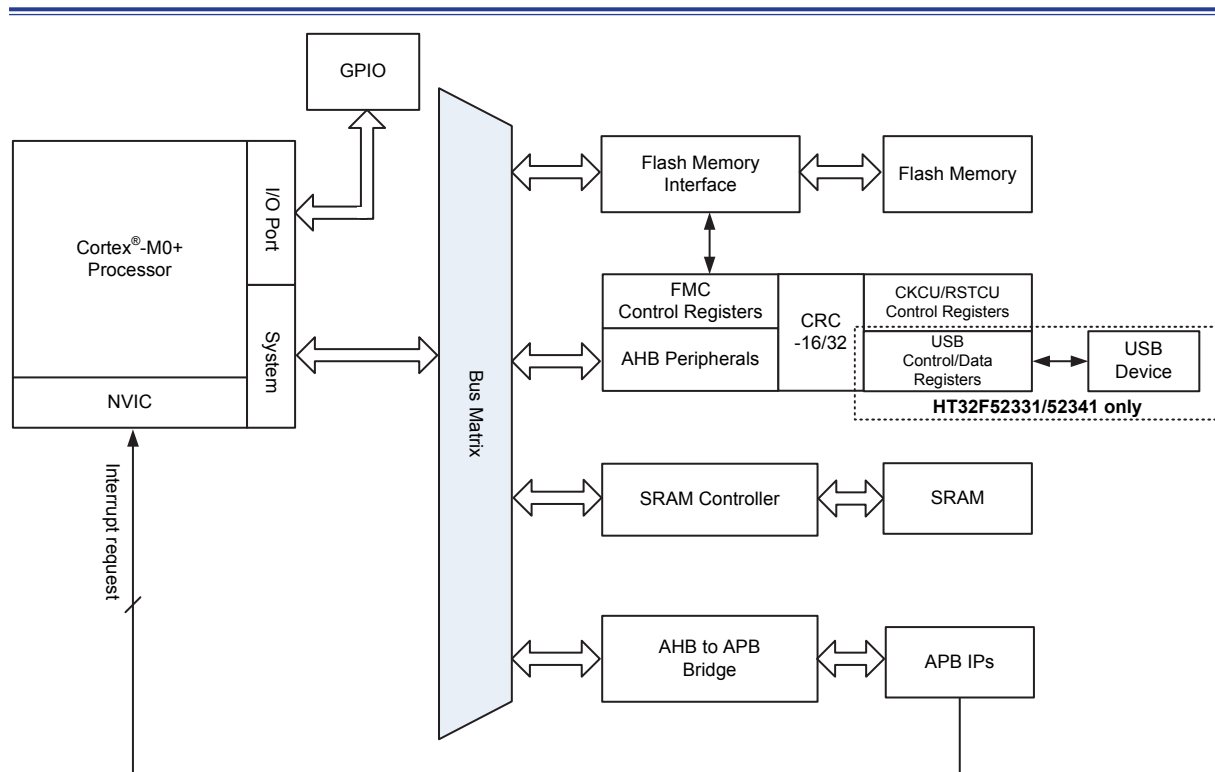 GPIO
Cortex®-M0+
Processor
I/O Port
System
NVIC
Interrupt request
Bus Matrix
Flash Memory
Interface
Flash Memory
FMC
Control Registers
AHB Peripherals
CRC
-16/32
CKCU/RSTCU
Control Registers
USB
Control/Data
Registers
USB
Device
HT32F52331/52341 only
SRAM Controller
SRAM
AHB to APB
Bridge
APB IPs